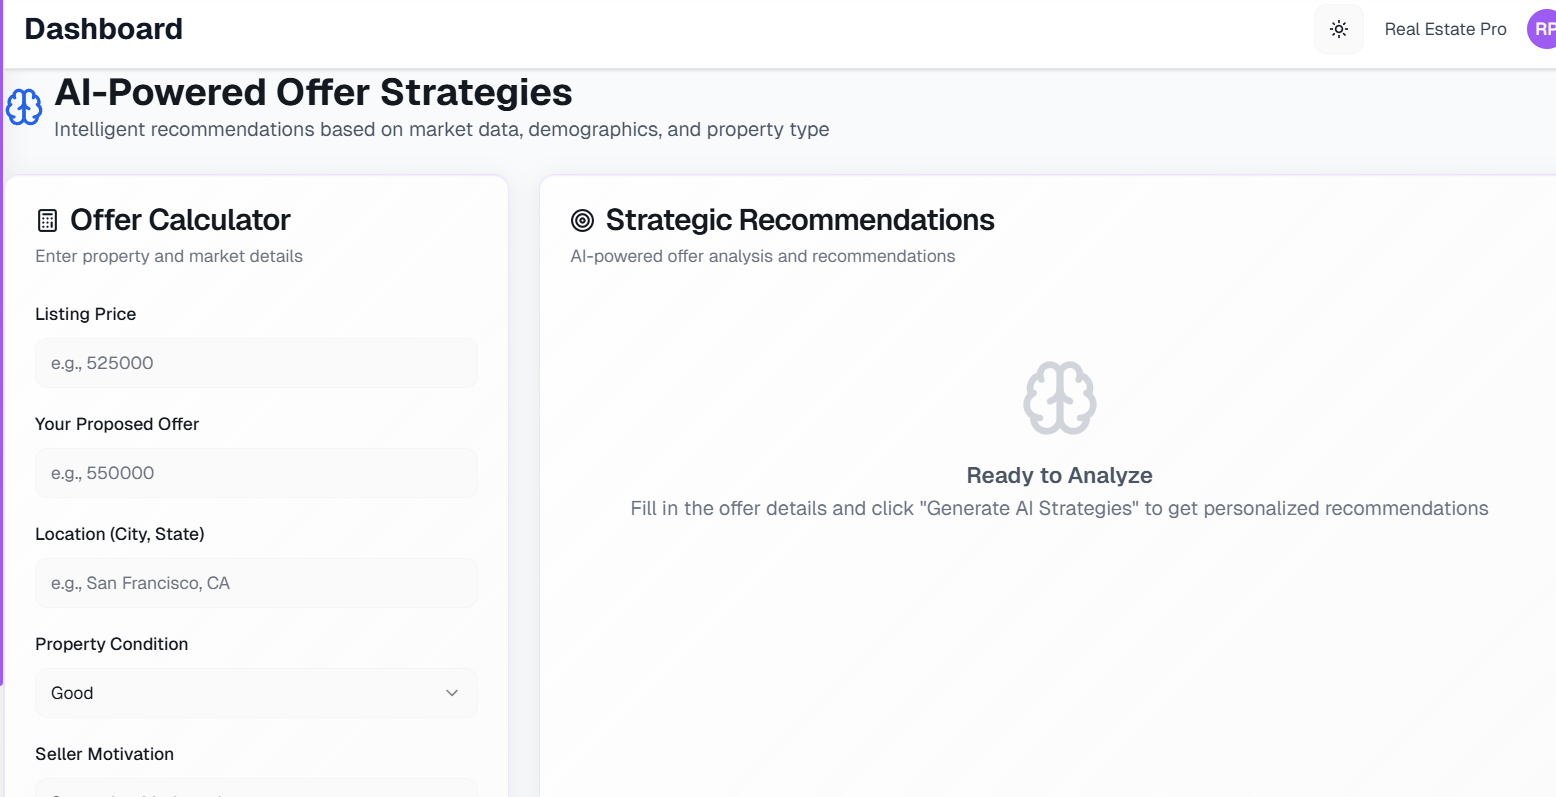 Dashboard
Real Estate Pro
RP
AI-Powered Offer Strategies
Intelligent recommendations based on market data, demographics, and property type
Offer Calculator
Enter property and market details
Listing Price
e.g., 525000
Your Proposed Offer
e.g., 550000
Location (City, State)
e.g., San Francisco, CA
Property Condition
Good
Seller Motivation
Strategic Recommendations
AI-powered offer analysis and recommendations
Ready to Analyze
Fill in the offer details and click "Generate AI Strategies" to get personalized recommendations